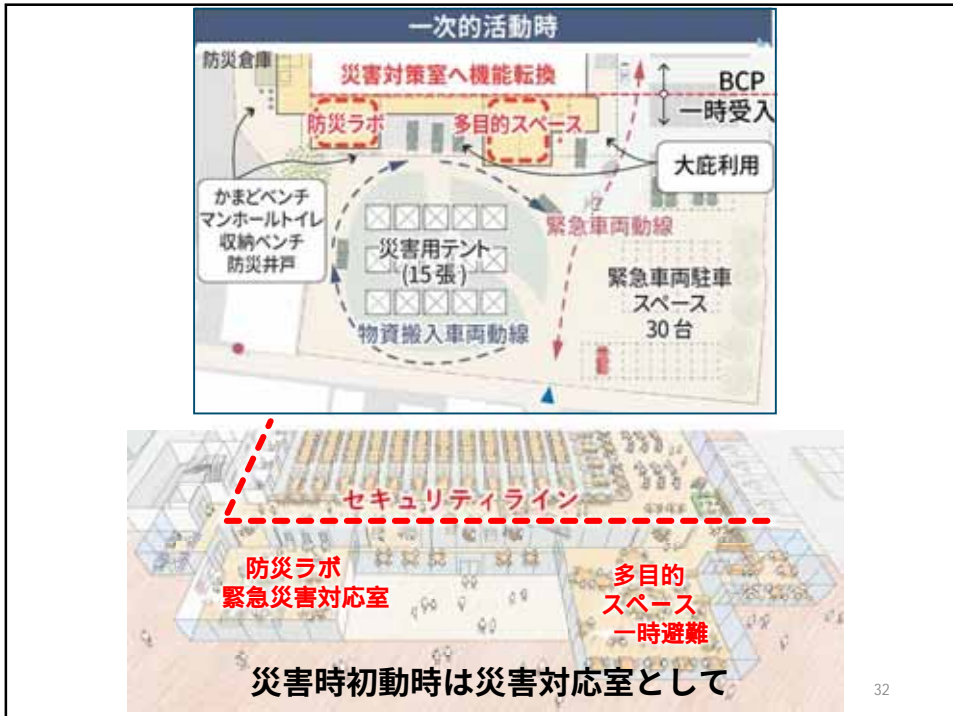 一次的活動時
防災倉庫
災害対策室へ機能転換
BCP
一時受入
防災ラボ
多目的スペース
大庇利用
かまどベンチ
マンホールトイレ
収納ベンチ
防災井戸
緊急車両動線
災害用テント
(15張)
緊急車両駐車
スペース
30台
物資搬入車両動線
セキュリティライン
防災ラボ
緊急災害対応室
多目的
スペース
一時避難
災害時初動時は災害対応室として
32